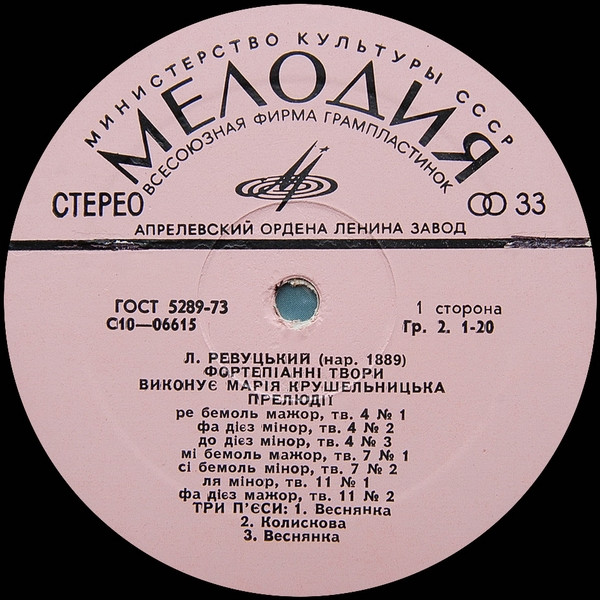 МИНИСТЕРСТВО КУЛЬТУРЫ СССР
МЕЛОДИЯ
ВСЕСОЮЗНАЯ ФИРМА ГРАМПЛАСТИНОК
СТЕРЕО
33
АПРЕЛЕВСКИЙ ОРДЕНА ЛЕНИНА ЗАВОД
ГОСТ 5289-73
1 сторона
С10—06615
Гр. 2. 1-20
Л. РЕВУЦЬКИЙ (нар. 1889)
ФОРТЕПІАННІ ТВОРИ
ВИКОНУЄ МАРІЯ КРУШЕЛЬНИЦЬКА
ПРЕЛЮДІЇ
ре бемоль мажор, тв. 4 № 1
фа дієз мінор, тв. 4 № 2
до дієз мінор, тв. 4 № 3
мі бемоль мажор, тв. 7 № 1
сі бемоль мінор, тв. 7 № 2
ля мінор, тв. 11 № 1
фа дієз мажор, тв. 11 № 2
ТРИ П'ЄСИ: 1. Веснянка
2. Колискова
3. Веснянка